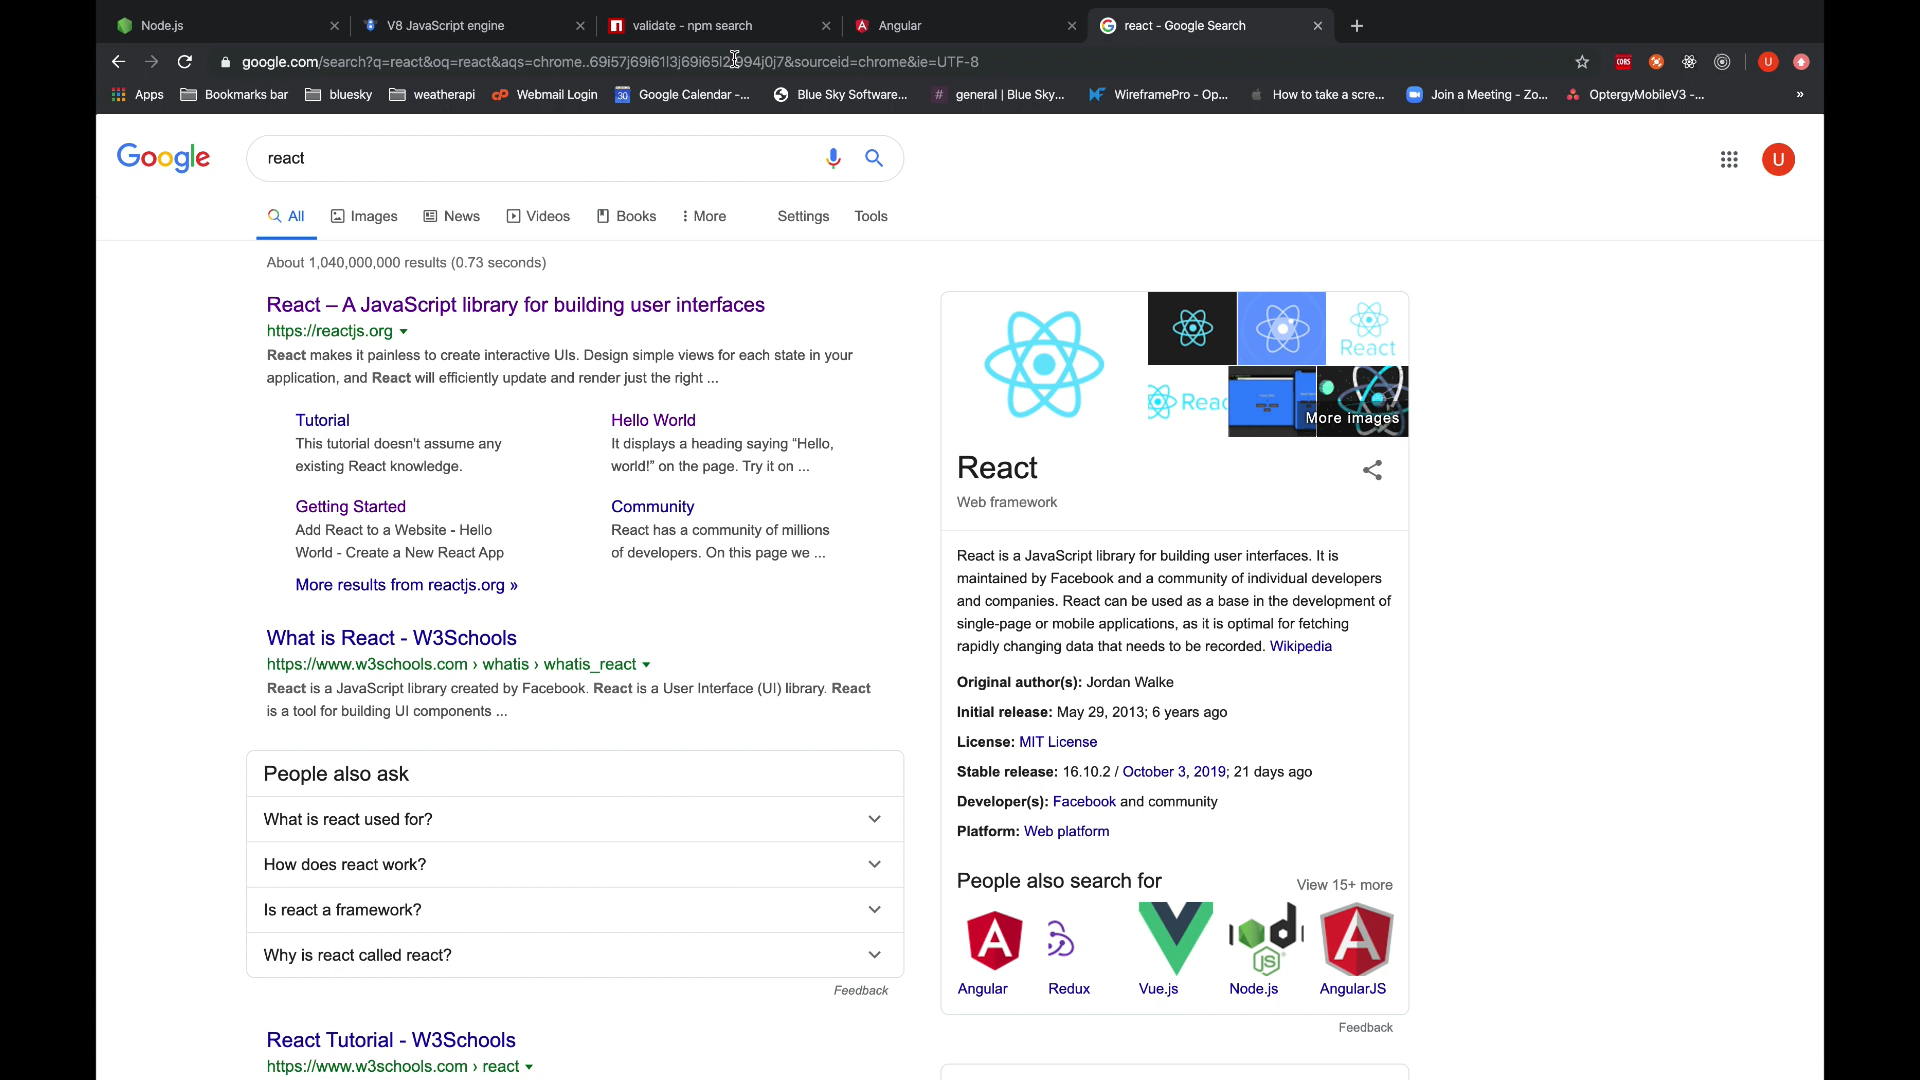 Node.js
V8 JavaScript engine
validate - npm search
Angular
react - Google Search
google.com/search?q=react&oq=react&aqs=chrome..69i57j69i61l3j69i65l2j994j0j7&sourceid=chrome&ie=UTF-8
CORS
U
Apps
Bookmarks bar
bluesky
weatherapi
cP Webmail Login
30 Google Calendar -...
Blue Sky Software...
# general | Blue Sky...
WireframePro - Op...
How to take a scre...
Join a Meeting - Zo...
OptergyMobileV3 -...
»
Google
react
U
All
Images
News
Videos
Books
More
Settings
Tools
About 1,040,000,000 results (0.73 seconds)
React – A JavaScript library for building user interfaces
https://reactjs.org
React makes it painless to create interactive UIs. Design simple views for each state in your
application, and React will efficiently update and render just the right ...
Tutorial
This tutorial doesn't assume any
existing React knowledge.
Hello World
It displays a heading saying “Hello,
world!” on the page. Try it on ...
Getting Started
Add React to a Website - Hello
World - Create a New React App
Community
React has a community of millions
of developers. On this page we ...
More results from reactjs.org »
What is React - W3Schools
https://www.w3schools.com › whatis › whatis_react
React is a JavaScript library created by Facebook. React is a User Interface (UI) library. React
is a tool for building UI components ...
People also ask
What is react used for?
How does react work?
Is react a framework?
Why is react called react?
Feedback
React Tutorial - W3Schools
https://www.w3schools.com › react
React
More images
React
Web framework
React is a JavaScript library for building user interfaces. It is
maintained by Facebook and a community of individual developers
and companies. React can be used as a base in the development of
single-page or mobile applications, as it is optimal for fetching
rapidly changing data that needs to be recorded. Wikipedia
Original author(s): Jordan Walke
Initial release: May 29, 2013; 6 years ago
License: MIT License
Stable release: 16.10.2 / October 3, 2019; 21 days ago
Developer(s): Facebook and community
Platform: Web platform
People also search for
View 15+ more
Angular
Redux
Vue.js
Node.js
AngularJS
Feedback